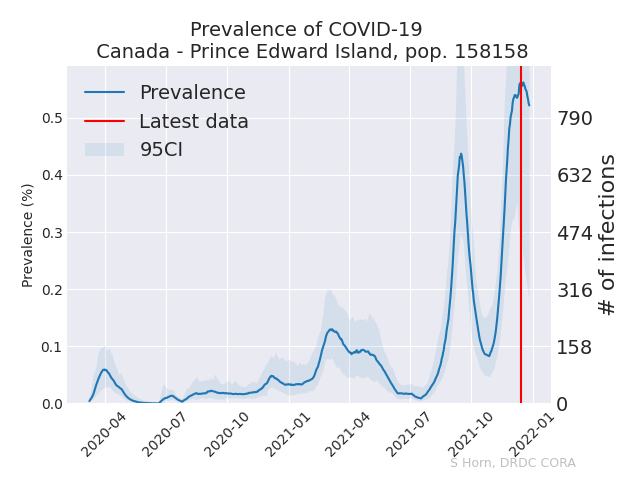 Prevalence of COVID-19
Canada - Prince Edward Island, pop. 158158
Prevalence
Latest data
95CI
Prevalence (%)
0.5
0.4
0.3
0.2
0.1
0.0
790
632
474
316
158
0
# of infections
2020-04
2020-07
2020-10
2021-01
2021-04
2021-07
2021-10
2022-01
S Horn, DRDC CORA